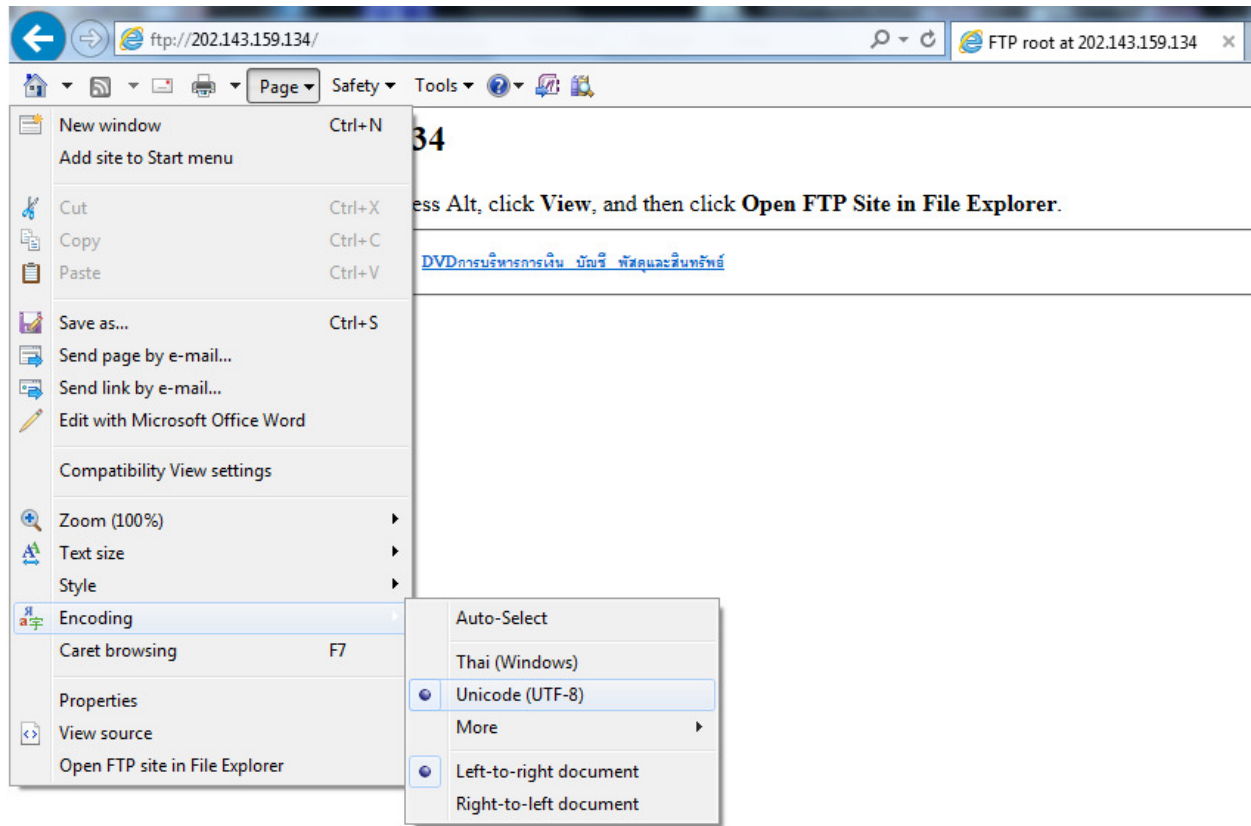 ftp://202.143.159.134/
FTP root at 202.143.159.134
Page Safety Tools
New window Ctrl+N
34
Add site to Start menu
Cut Ctrl+X
ess Alt, click View, and then click Open FTP Site in File Explorer.
Copy Ctrl+C
Paste Ctrl+V
DVDการบริหารการเงิน บัญชี พัสดุและสินทรัพย์
Save as... Ctrl+S
Send page by e-mail...
Send link by e-mail...
Edit with Microsoft Office Word
Compatibility View settings
Zoom (100%)
Text size
Style
Encoding
Caret browsing F7
Properties
View source
Open FTP site in File Explorer
Auto-Select
Thai (Windows)
Unicode (UTF-8)
More
Left-to-right document
Right-to-left document